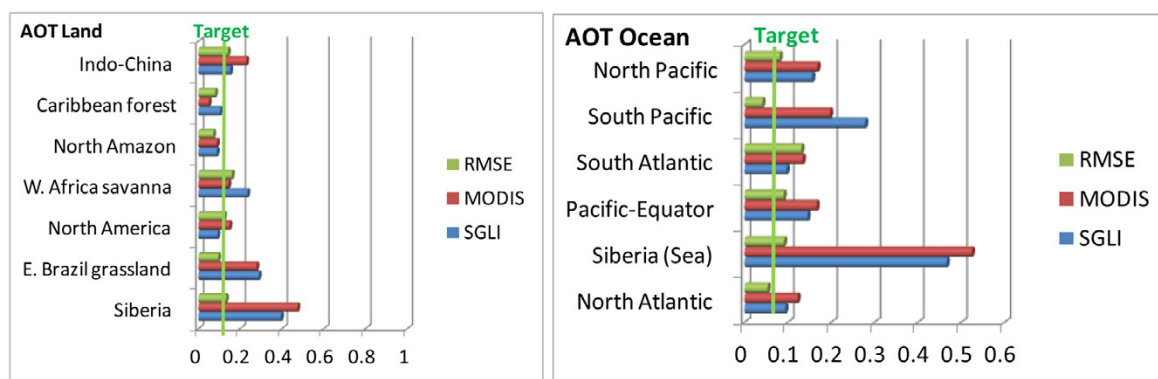 AOT Land
Target
Indo-China
Caribbean forest
North Amazon
W. Africa savanna
North America
E. Brazil grassland
Siberia
0 0.2 0.4 0.6 0.8 1
RMSE
MODIS
SGLI
AOT Ocean
Target
North Pacific
South Pacific
South Atlantic
Pacific-Equator
Siberia (Sea)
North Atlantic
0 0.1 0.2 0.3 0.4 0.5 0.6
RMSE
MODIS
SGLI